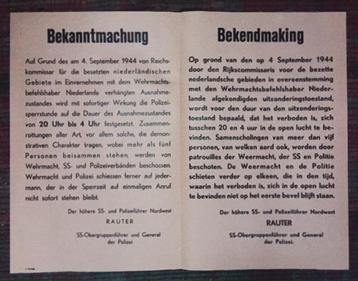 Bekanntmachung
Auf Grund des am 4. September 1944 von Reichs-
kommissar für die besetzten niederländischen
Gebiete im Einvernehmen mit dem Wehrmachts-
befehlshaber Niederlande verhängten Ausnahme-
zustandes wird mit sofortiger Wirkung die Polizei-
sperrstunde auf die Dauer des Ausnahmezustandes
von 20 Uhr bis 4 Uhr festgesetzt. Zusammen-
rottungen aller Art, vor allem solche, die demon-
strativen Charakter tragen, wobei mehr als fünf
Personen beisammen stehen, werden von
Wehrmacht, SS- und Polizeiverbänden beschossen.
Wehrmacht und Polizei schiessen ferner auf jeder-
mann, der in der Sperrzeit auf einmaligen Anruf
nicht sofort stehen bleibt.
Der höhere SS- und Polizeiführer Nordwest
RAUTER
SS-Obergruppenführer und General
der Polizei
Bekendmaking
Op grond van den op 4 September 1944
door den Rijkscommissaris voor de bezette
nederlandsche gebieden in overeenstemming
met den Wehrmachtsbefehlshaber Nieder-
lande afgekondigden uitzonderingstoestand,
wordt voor den duur van den uitzonderings-
toestand bepaald, dat het verboden is, zich
tusschen 20 en 4 uur in de open lucht te be-
vinden. Samenscholingen van meer dan vijf
personen, van welken aard ook, worden door
patrouilles der Weermacht, der SS en Politie
beschoten. De Weermacht en de Politie
schieten verder op elkeen, die in den tijd,
waarin het verboden is, zich in de open lucht
te bevinden niet op het eerste bevel blijft staan.
Der höhere SS- und Polizeiführer Nordwest
RAUTER
SS-Obergruppenführer und General
der Polizei.